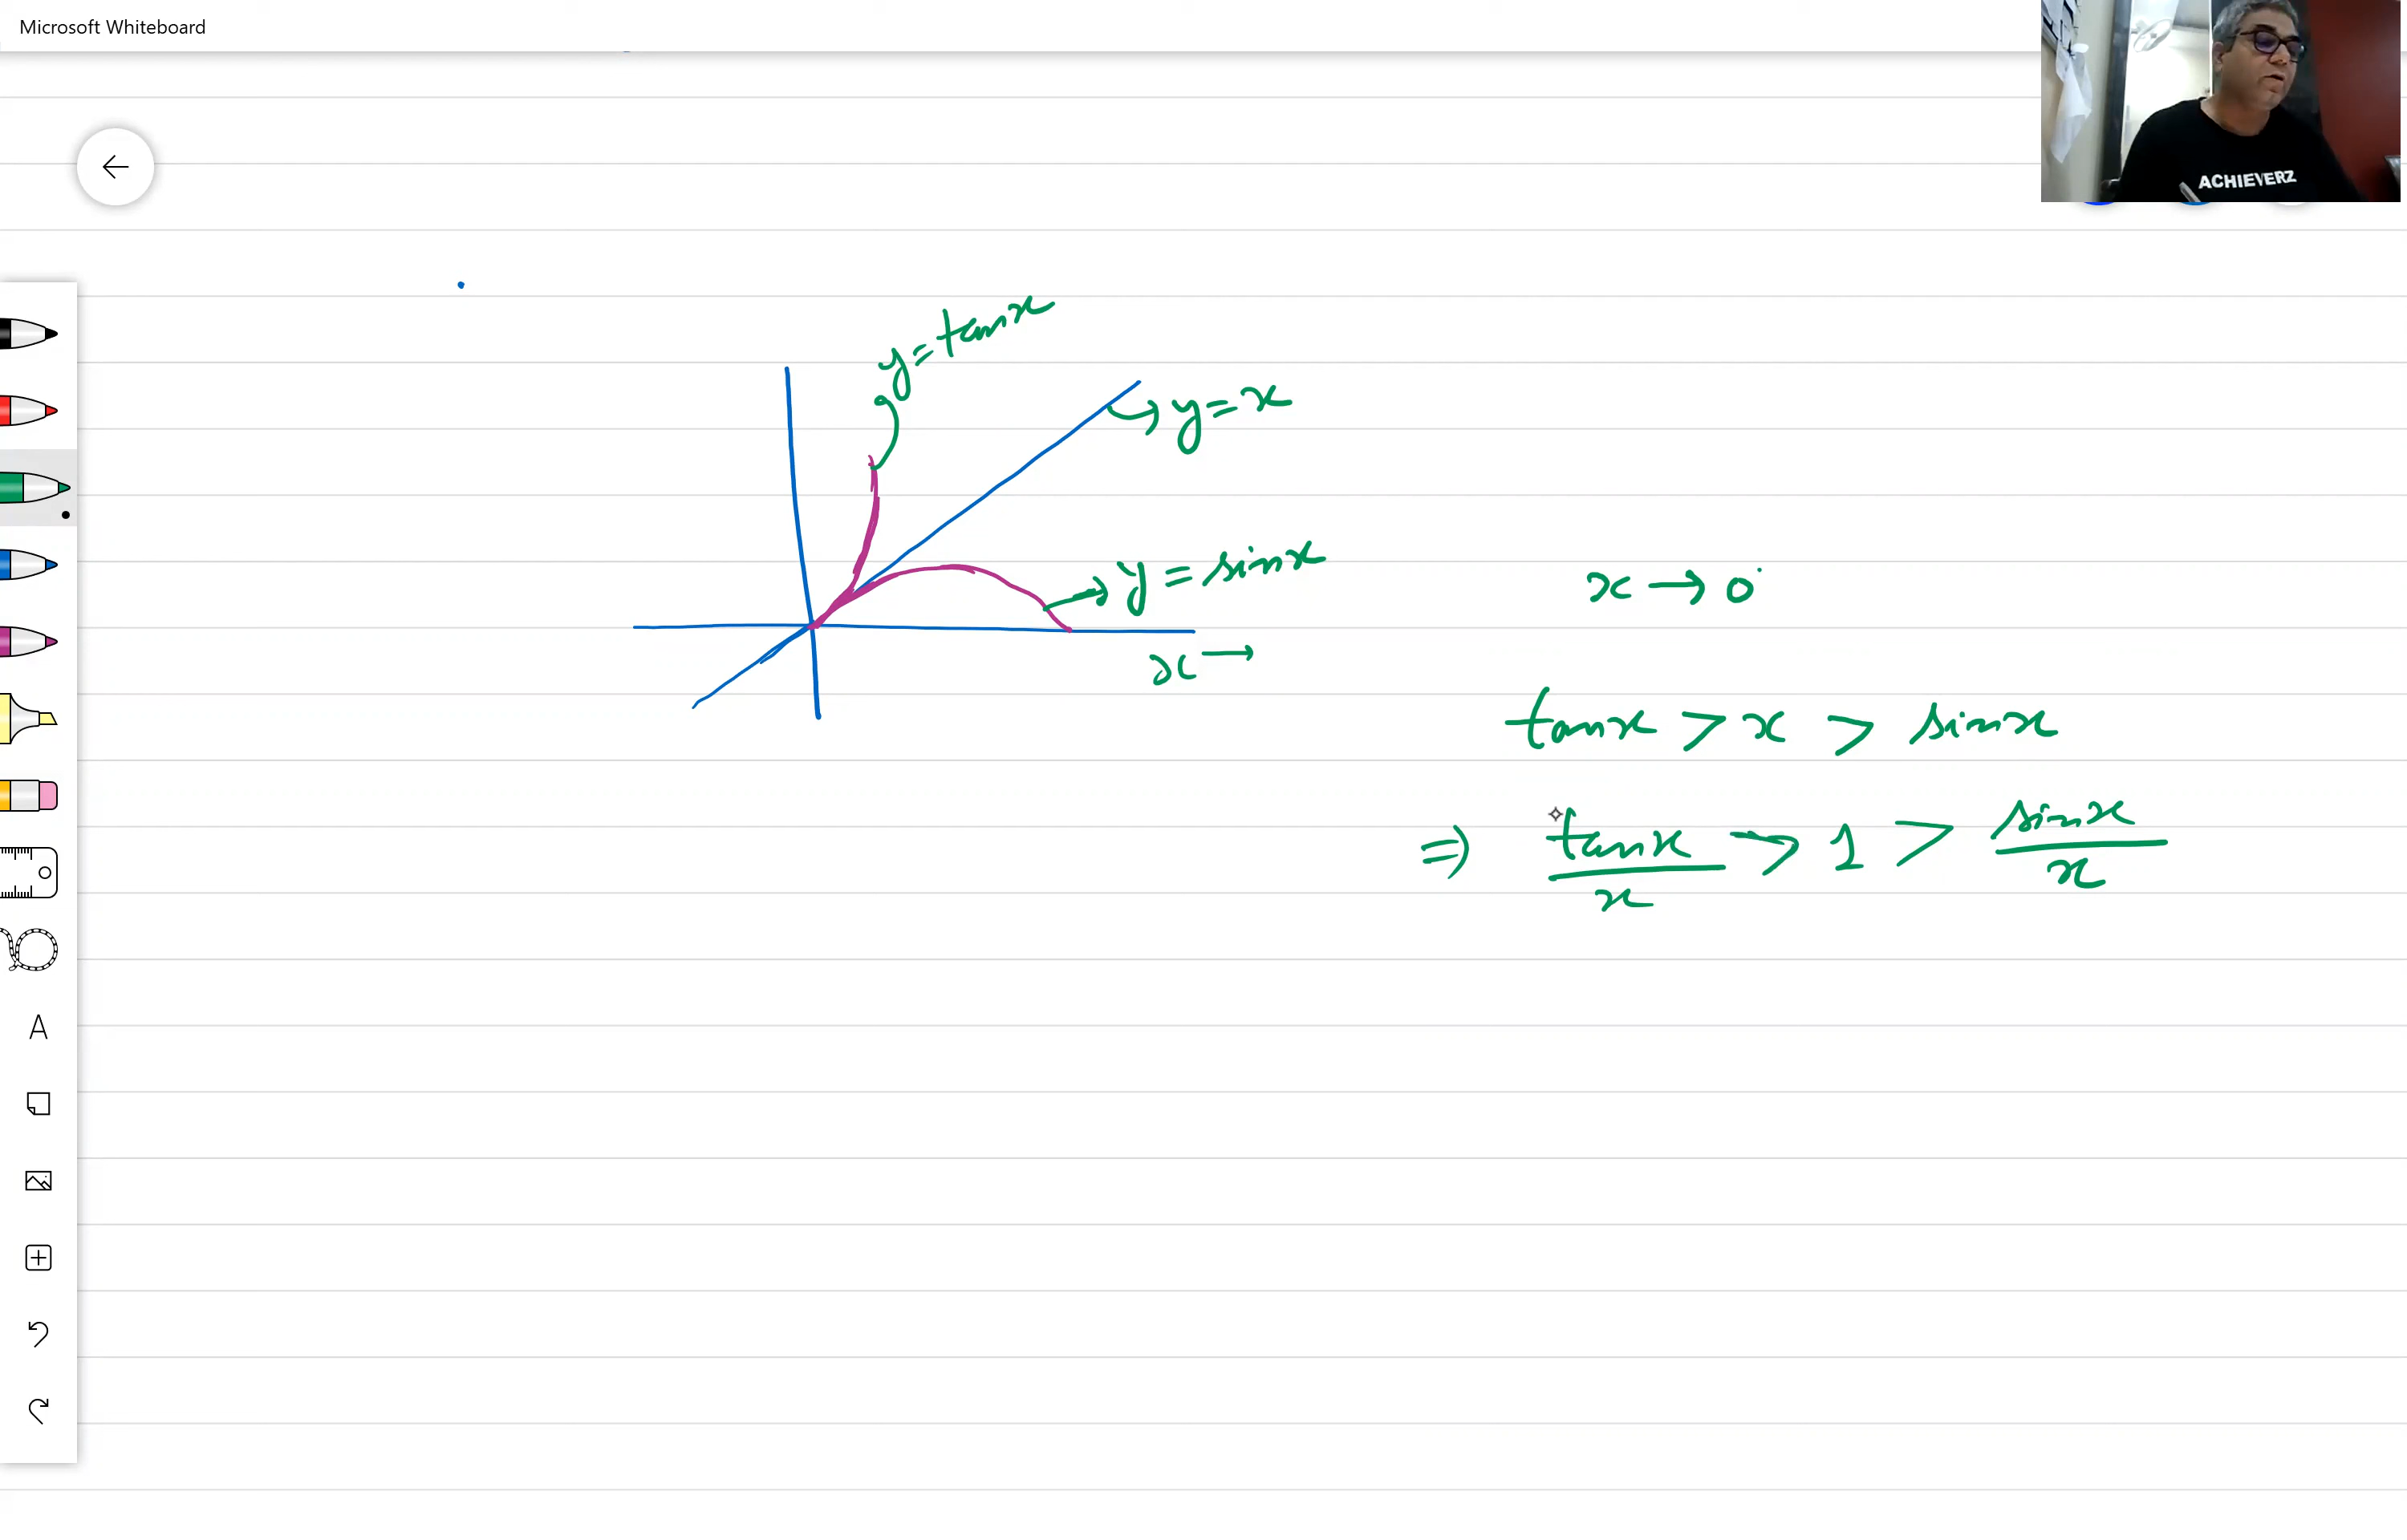 Microsoft Whiteboard
ACHIEVERZ
y = tanx
y = x
y = sinx
x → 0
x →
tanx > x > sinx
⇒ tanx/x > 1 > sinx/x
A